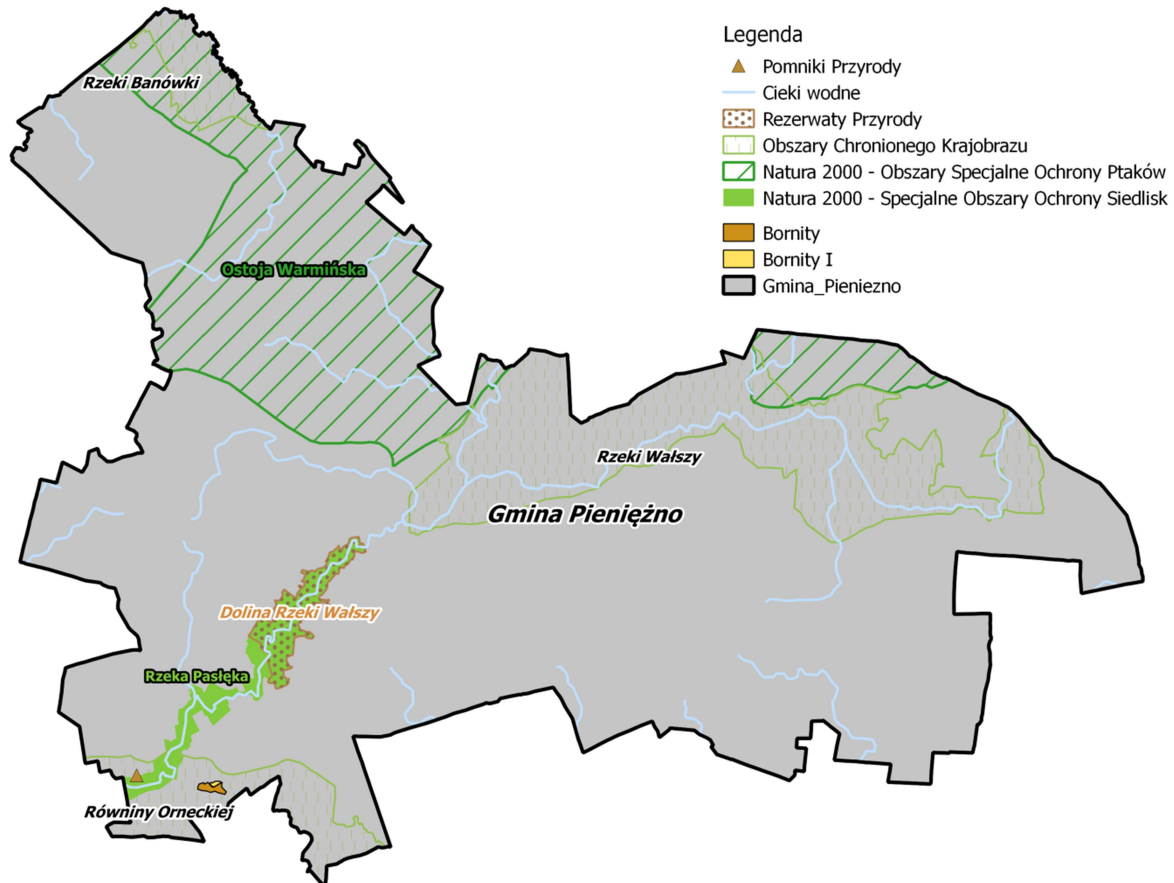 Legenda
Pomniki Przyrody
Cieki wodne
Rezerwaty Przyrody
Obszary Chronionego Krajobrazu
Natura 2000 - Obszary Specjalne Ochrony Ptaków
Natura 2000 - Specjalne Obszary Ochrony Siedlisk
Bornity
Bornity I
Gmina_Pieniezno
Rzeki Banówki
Ostoja Warmińska
Rzeki Wałszy
Gmina Pieniężno
Dolina Rzeki Wałszy
Rzeka Pasłęka
Równiny Orneckiej